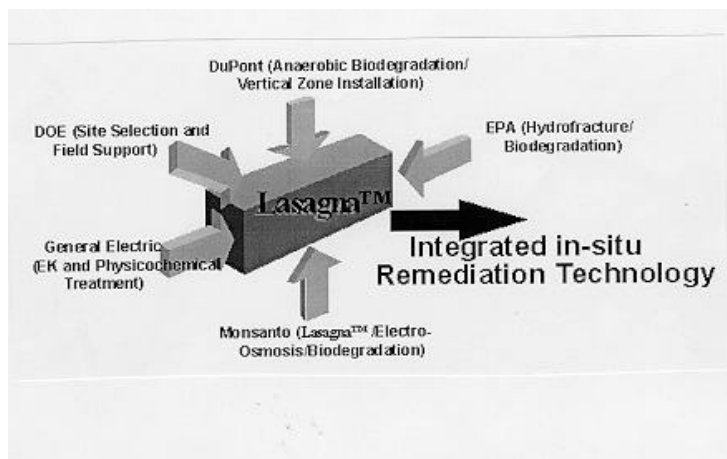 DuPont (Anaerobic Biodegradation/
Vertical Zone Installation)
DOE (Site Selection and
Field Support)
EPA (Hydrofracture/
Biodegradation)
Lasagna™
General Electric
(EK and Physicochemical
Treatment)
Integrated in-situ
Remediation Technology
Monsanto (Lasagna™/Electro-
Osmosis/Biodegradation)